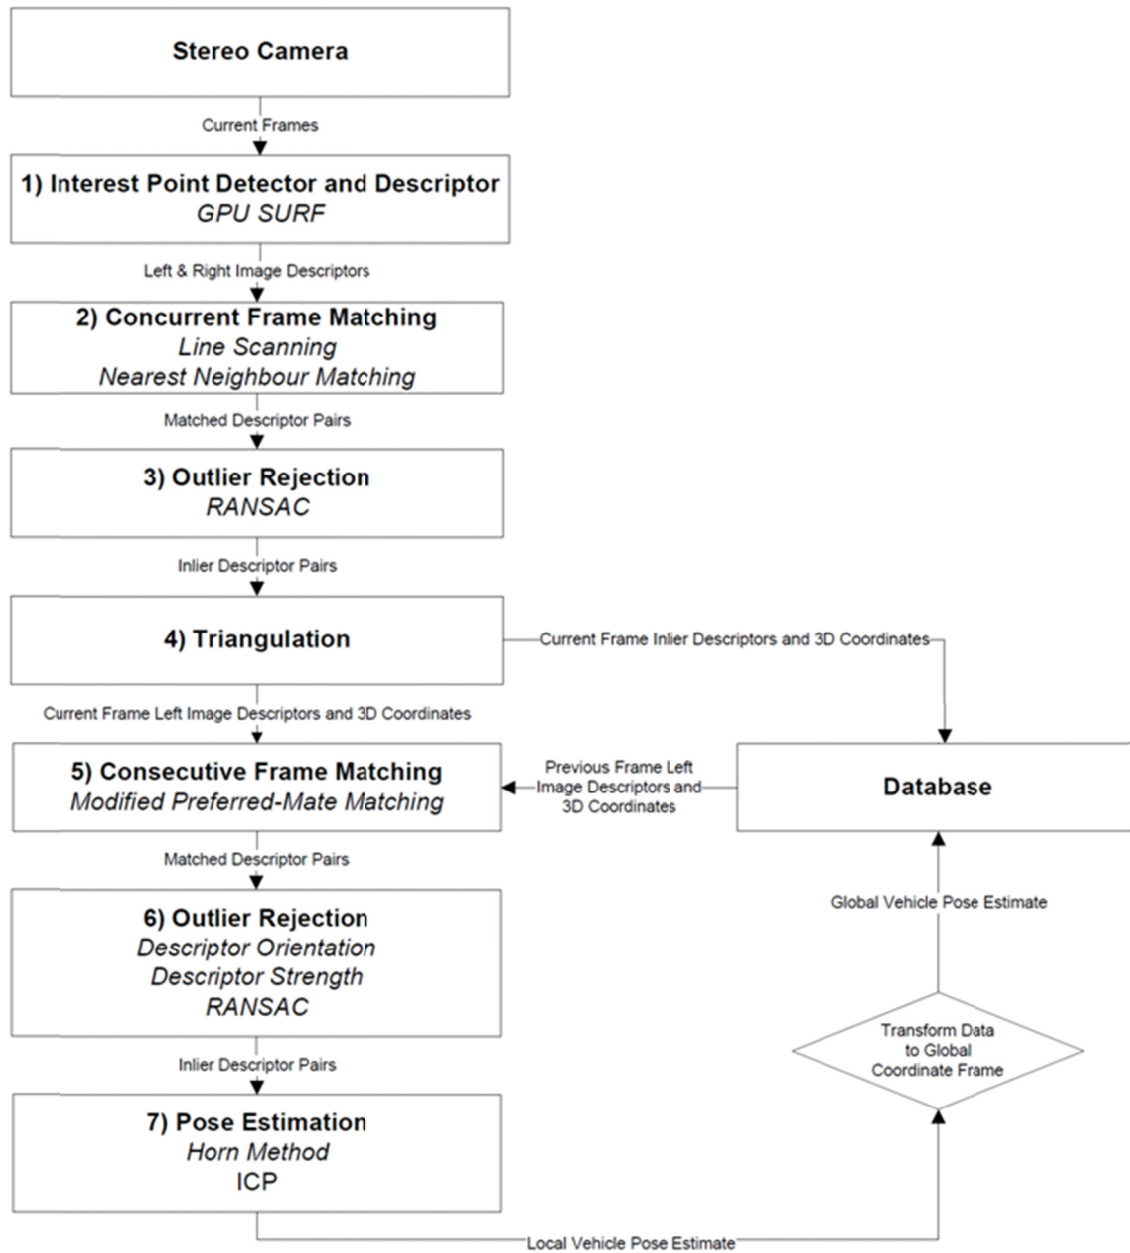 Stereo Camera
Current Frames
1) Interest Point Detector and Descriptor
GPU SURF
Left & Right Image Descriptors
2) Concurrent Frame Matching
Line Scanning
Nearest Neighbour Matching
Matched Descriptor Pairs
3) Outlier Rejection
RANSAC
Inlier Descriptor Pairs
4) Triangulation
Current Frame Inlier Descriptors and 3D Coordinates
Current Frame Left Image Descriptors and 3D Coordinates
5) Consecutive Frame Matching
Modified Preferred-Mate Matching
Previous Frame Left
Image Descriptors and
3D Coordinates
Database
Matched Descriptor Pairs
6) Outlier Rejection
Descriptor Orientation
Descriptor Strength
RANSAC
Global Vehicle Pose Estimate
Transform Data
to Global
Coordinate Frame
Inlier Descriptor Pairs
7) Pose Estimation
Horn Method
ICP
Local Vehicle Pose Estimate